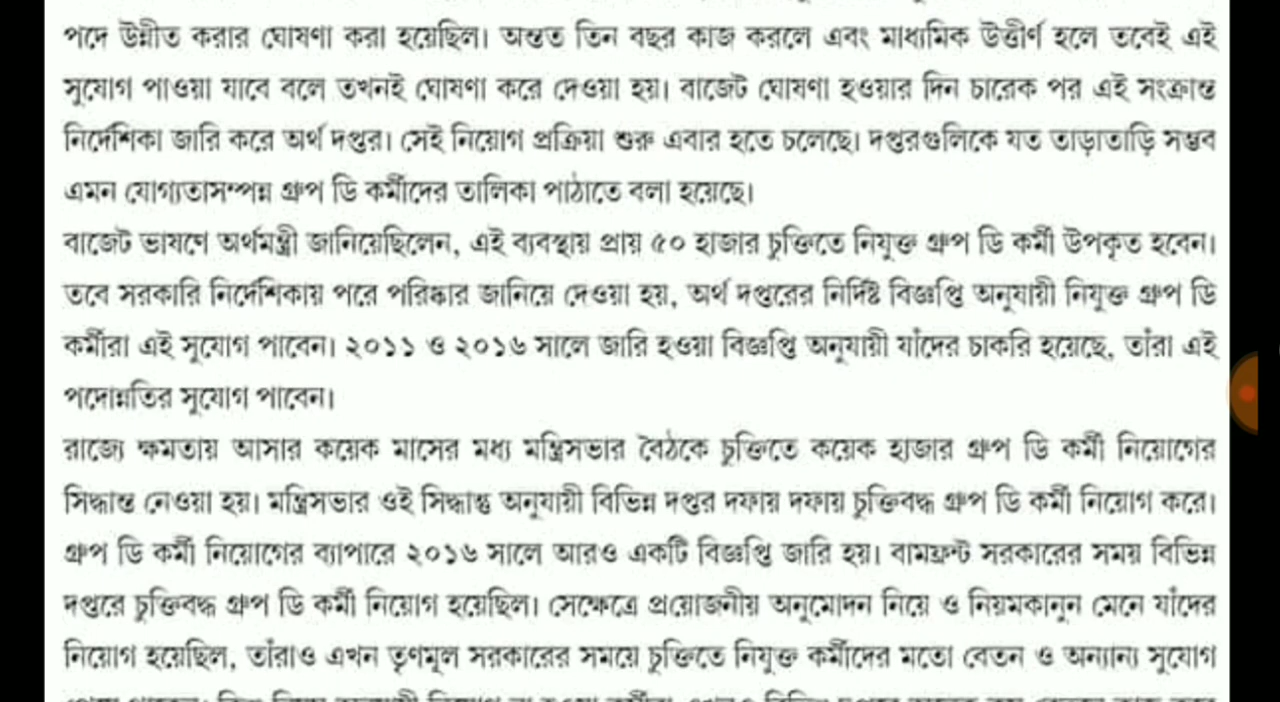 পদে উন্নীত করার ঘোষণা করা হয়েছিল। অন্তত তিন বছর কাজ করলে এবং মাধ্যমিক উত্তীর্ণ হলে তবেই এই
সুযোগ পাওয়া যাবে বলে তখনই ঘোষণা করে দেওয়া হয়। বাজেট ঘোষণা হওয়ার দিন চারেক পর এই সংক্রান্ত
নির্দেশিকা জারি করে অর্থ দপ্তর। সেই নিয়োগ প্রক্রিয়া শুরু এবার হতে চলেছে। দপ্তরগুলিকে যত তাড়াতাড়ি সম্ভব
এমন যোগ্যতাসম্পন্ন গ্রুপ ডি কর্মীদের তালিকা পাঠাতে বলা হয়েছে।
বাজেট ভাষণে অর্থমন্ত্রী জানিয়েছিলেন, এই ব্যবস্থায় প্রায় ৫০ হাজার চুক্তিতে নিযুক্ত গ্রুপ ডি কর্মী উপকৃত হবেন।
তবে সরকারি নির্দেশিকায় পরে পরিষ্কার জানিয়ে দেওয়া হয়, অর্থ দপ্তরের নির্দিষ্ট বিজ্ঞপ্তি অনুযায়ী নিযুক্ত গ্রুপ ডি
কর্মীরা এই সুযোগ পাবেন। ২০১১ ও ২০১৬ সালে জারি হওয়া বিজ্ঞপ্তি অনুযায়ী যাঁদের চাকরি হয়েছে, তাঁরা এই
পদোন্নতির সুযোগ পাবেন।
রাজ্যে ক্ষমতায় আসার কয়েক মাসের মধ্য মন্ত্রিসভার বৈঠকে চুক্তিতে কয়েক হাজার গ্রুপ ডি কর্মী নিয়োগের
সিদ্ধান্ত নেওয়া হয়। মন্ত্রিসভার ওই সিদ্ধান্ত অনুযায়ী বিভিন্ন দপ্তর দফায় দফায় চুক্তিবদ্ধ গ্রুপ ডি কর্মী নিয়োগ করে।
গ্রুপ ডি কর্মী নিয়োগের ব্যাপারে ২০১৬ সালে আরও একটি বিজ্ঞপ্তি জারি হয়। বামফ্রন্ট সরকারের সময় বিভিন্ন
দপ্তরে চুক্তিবদ্ধ গ্রুপ ডি কর্মী নিয়োগ হয়েছিল। সেক্ষেত্রে প্রয়োজনীয় অনুমোদন নিয়ে ও নিয়মকানুন মেনে যাঁদের
নিয়োগ হয়েছিল, তাঁরাও এখন তৃণমূল সরকারের সময়ে চুক্তিতে নিযুক্ত কর্মীদের মতো বেতন ও অন্যান্য সুযোগ